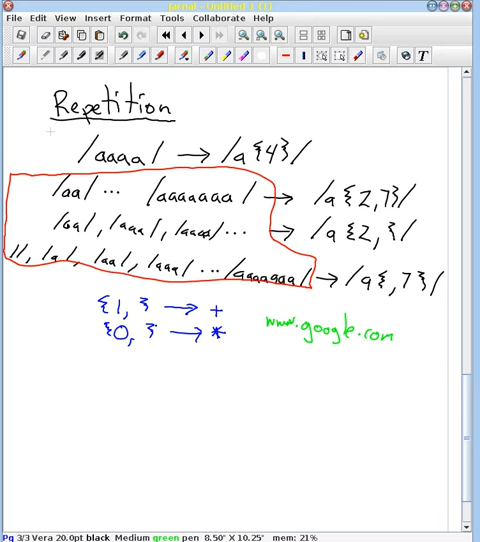 jarnal - Untitled 1 (1)
File Edit View Insert Format Tools Collaborate Help
T
Repetition
/aaaa/ → /a{4}/
/aa/ ... /aaaaaaa/ → /a{2,7}/
/aa/, /aaa/, /aaaa/ ... → /a{2,}/
//, /a/, /aa/, /aaa/ ... /aaaaaaa/ → /a{,7}/
{1, } → +
{0, } → *
www.google.com
Pg 3/3 Vera 20.0pt black Medium green pen 8.50" X 10.25" mem: 21%